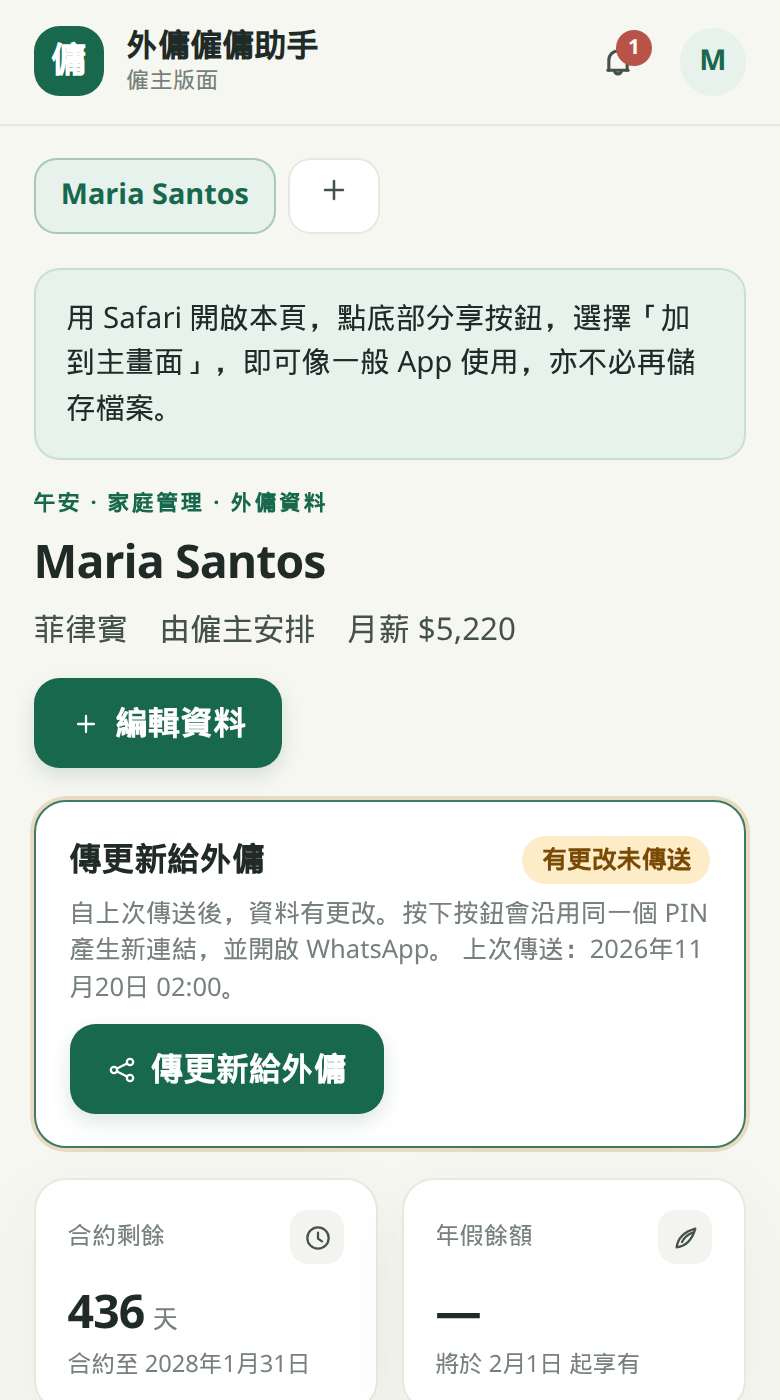 傭
外傭僱傭助手
僱主版面
1
M
Maria Santos
+
用 Safari 開啟本頁，點底部分享按鈕，選擇「加
到主畫面」，即可像一般 App 使用，亦不必再儲
存檔案。
午安 · 家庭管理 · 外傭資料
Maria Santos
菲律賓 由僱主安排 月薪 $5,220
+ 編輯資料
傳更新給外傭
有更改未傳送
自上次傳送後，資料有更改。按下按鈕會沿用同一個 PIN
產生新連結，並開啟 WhatsApp。 上次傳送：2026年11
月20日 02:00。
傳更新給外傭
合約剩餘
436 天
合約至 2028年1月31日
年假餘額
—
將於 2月1日 起享有